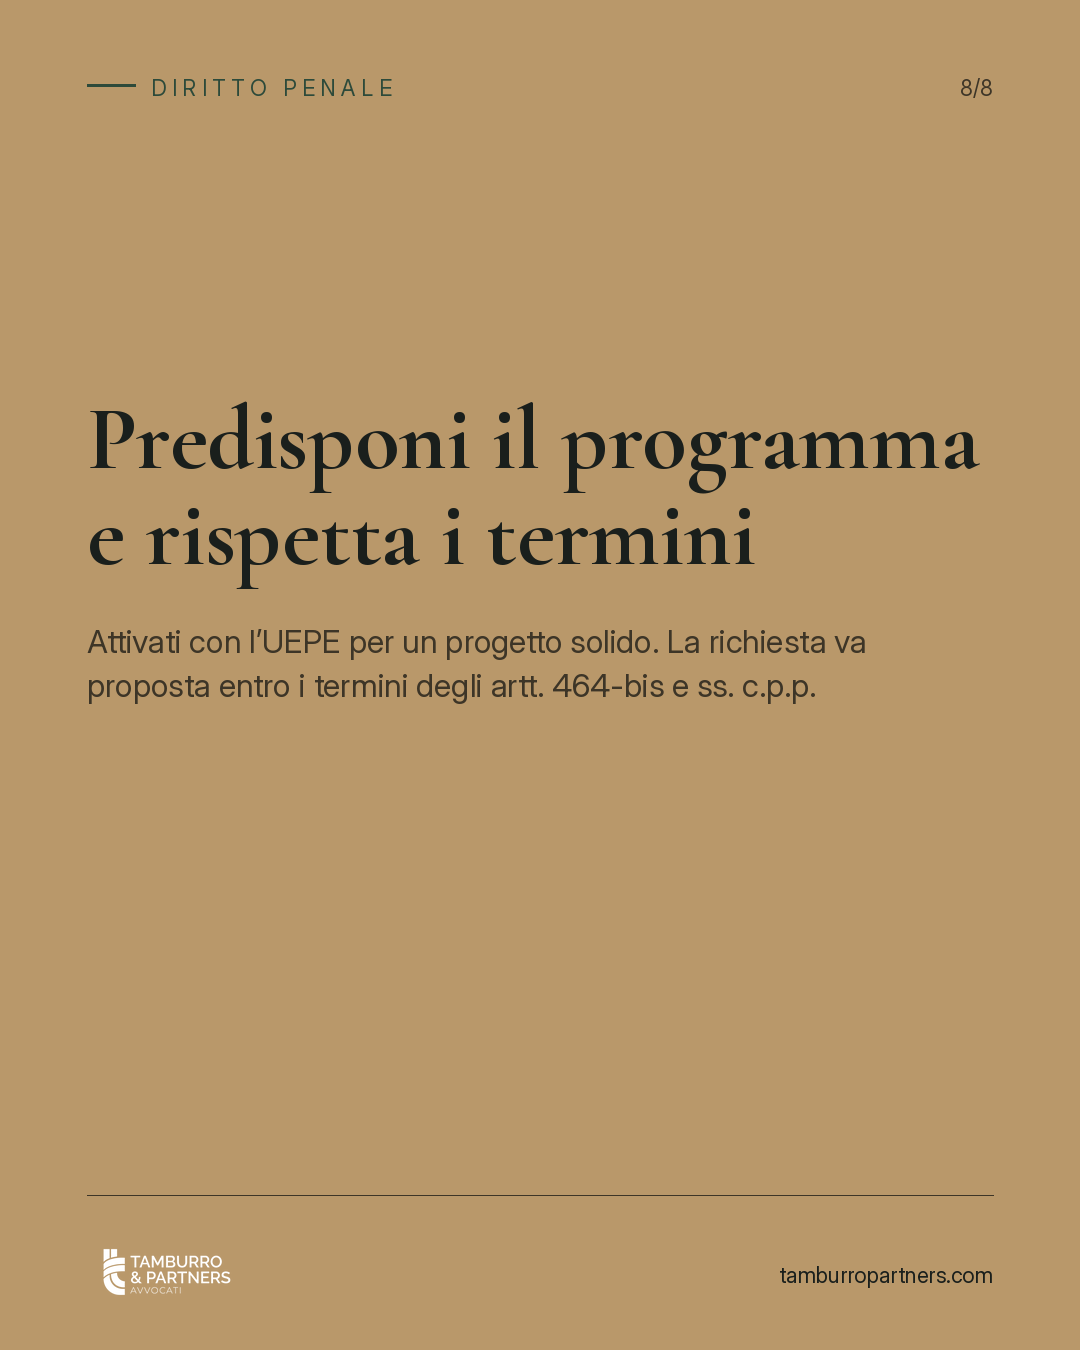 DIRITTO PENALE
8/8
Predisponi il programma
e rispetta i termini
Attivati con l’UEPE per un progetto solido. La richiesta va
proposta entro i termini degli artt. 464-bis e ss. c.p.p.
TAMBURRO
& PARTNERS
AVVOCATI
tamburropartners.com